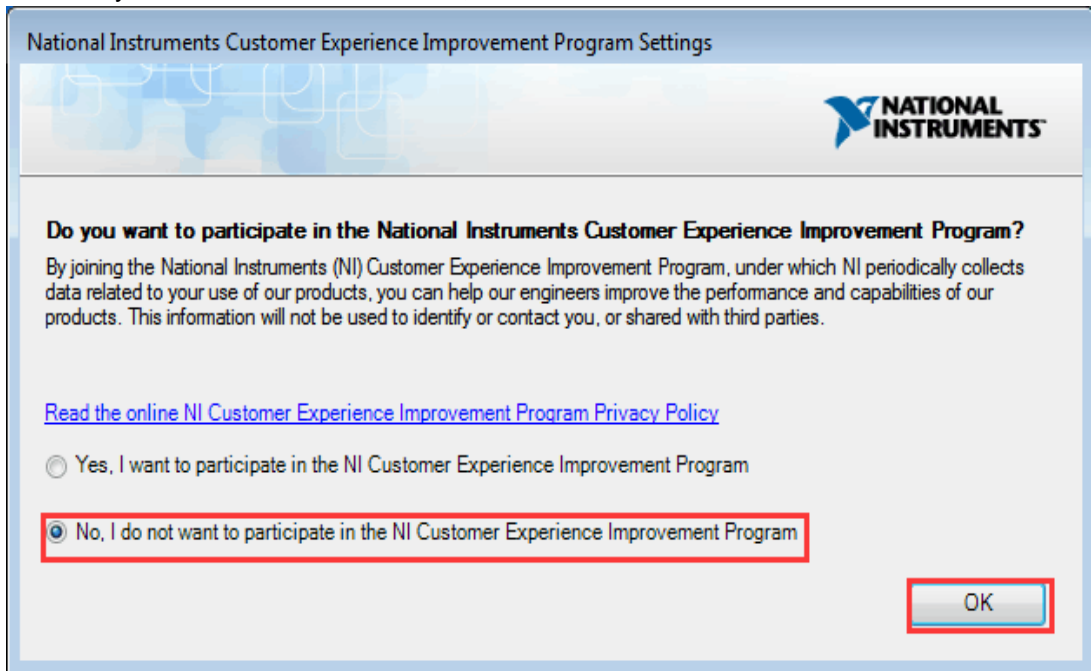 National Instruments Customer Experience Improvement Program Settings
NATIONAL
INSTRUMENTS
Do you want to participate in the National Instruments Customer Experience Improvement Program?
By joining the National Instruments (NI) Customer Experience Improvement Program, under which NI periodically collects
data related to your use of our products, you can help our engineers improve the performance and capabilities of our
products. This information will not be used to identify or contact you, or shared with third parties.
Read the online NI Customer Experience Improvement Program Privacy Policy
Yes, I want to participate in the NI Customer Experience Improvement Program
No, I do not want to participate in the NI Customer Experience Improvement Program
OK